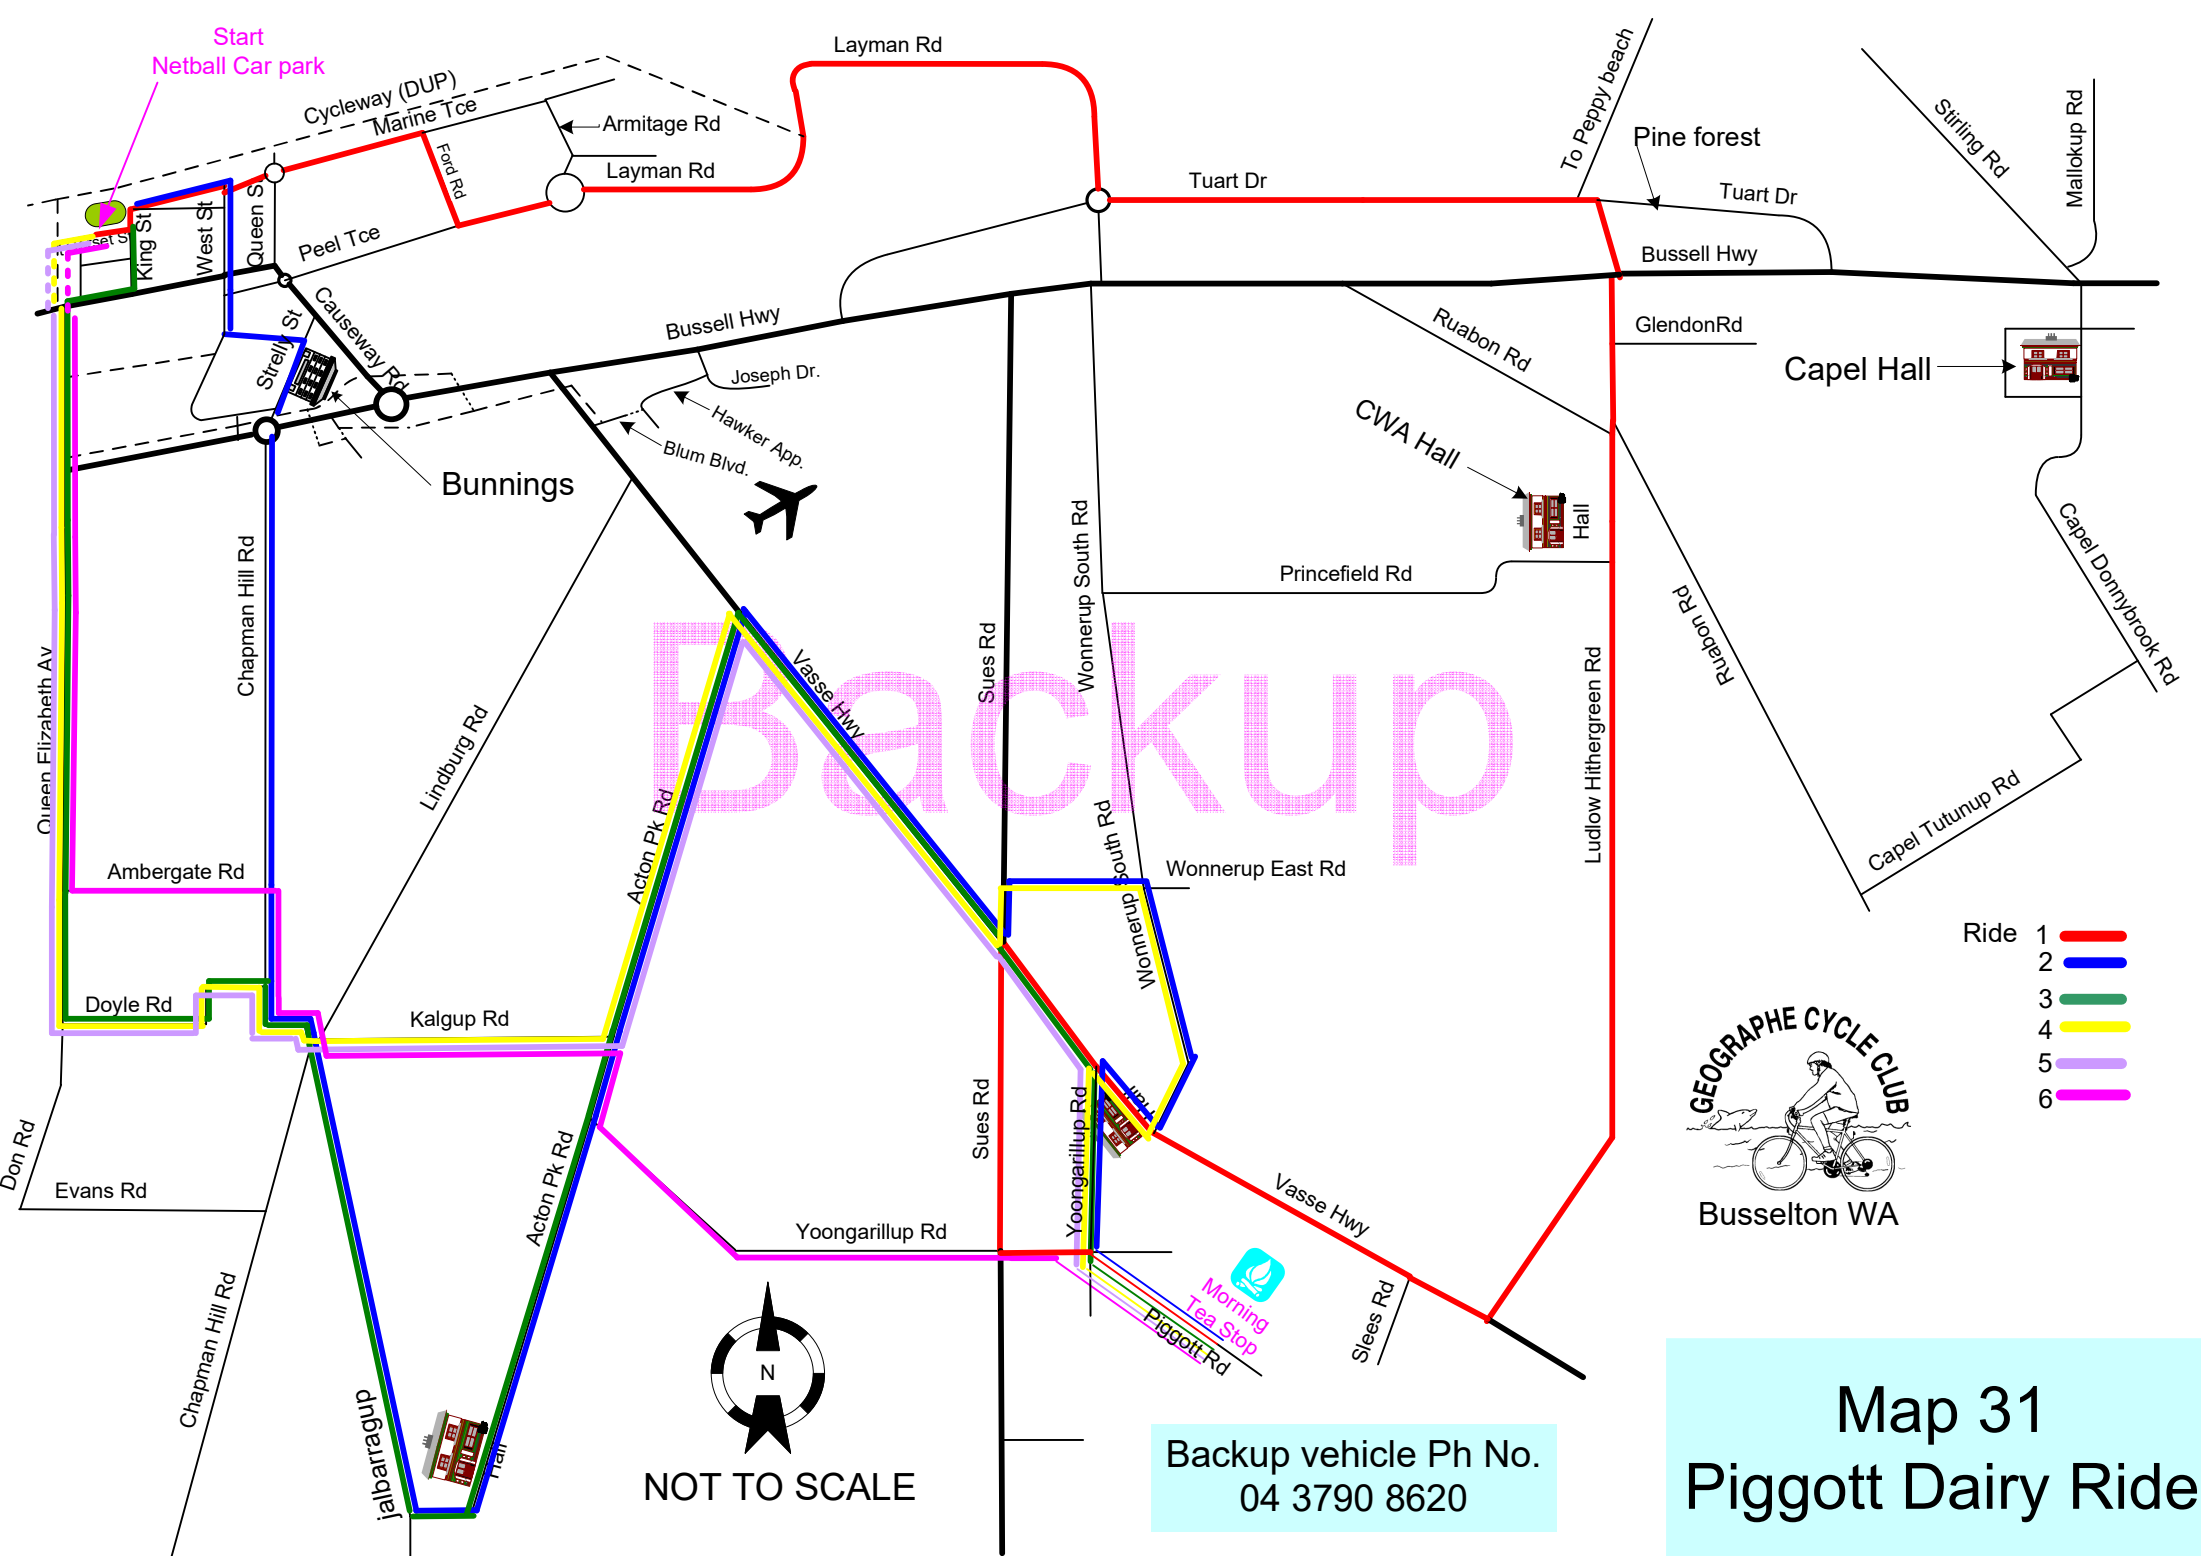 Start
Netball Car park
Cycleway (DUP)
Marine Tce
Armitage Rd
Ford Rd
Layman Rd
Layman Rd
King St
West St
Queen S
Peel Tce
Causeway Rd
Strelly St
Bunnings
Bussell Hwy
Joseph Dr.
Hawker App.
Blum Blvd.
Tuart Dr
To Peppy beach
Pine forest
Tuart Dr
Bussell Hwy
Stirling Rd
Mallokup Rd
GlendonRd
Ruabon Rd
Capel Hall
CWA Hall
Hall
Princefield Rd
Capel Donnybrook Rd
Ruabon Rd
Capel Tutunup Rd
Ludlow Hithergreen Rd
Wonnerup South Rd
Sues Rd
Backup
Vasse Hwy
Queen Elizabeth Av
Chapman Hill Rd
Lindburg Rd
Acton Pk Rd
Wonnerup South Rd
Wonnerup East Rd
Ambergate Rd
Doyle Rd
Kalgup Rd
Don Rd
Evans Rd
Chapman Hill Rd
Acton Pk Rd
jalbarragup
Hall
Sues Rd
Yoongarillup Rd
Hall
Yoongarillup Rd
Vasse Hwy
Slees Rd
Morning
Tea Stop
Piggott Rd
Ride 1
2
3
4
5
6
GEOGRAPHE CYCLE CLUB
Busselton WA
N
NOT TO SCALE
Backup vehicle Ph No.
04 3790 8620
Map 31
Piggott Dairy Ride